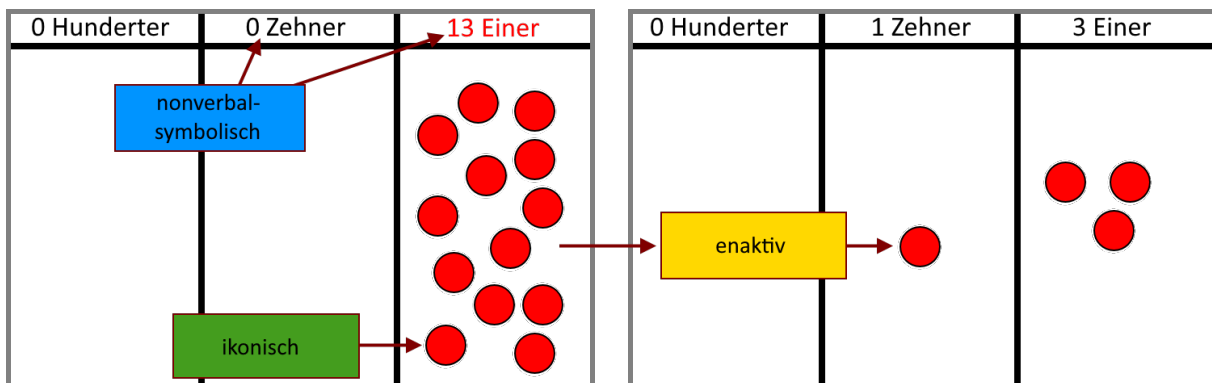 0 Hunderter
0 Zehner
13 Einer
0 Hunderter
1 Zehner
3 Einer
nonverbal-
symbolisch
enaktiv
ikonisch